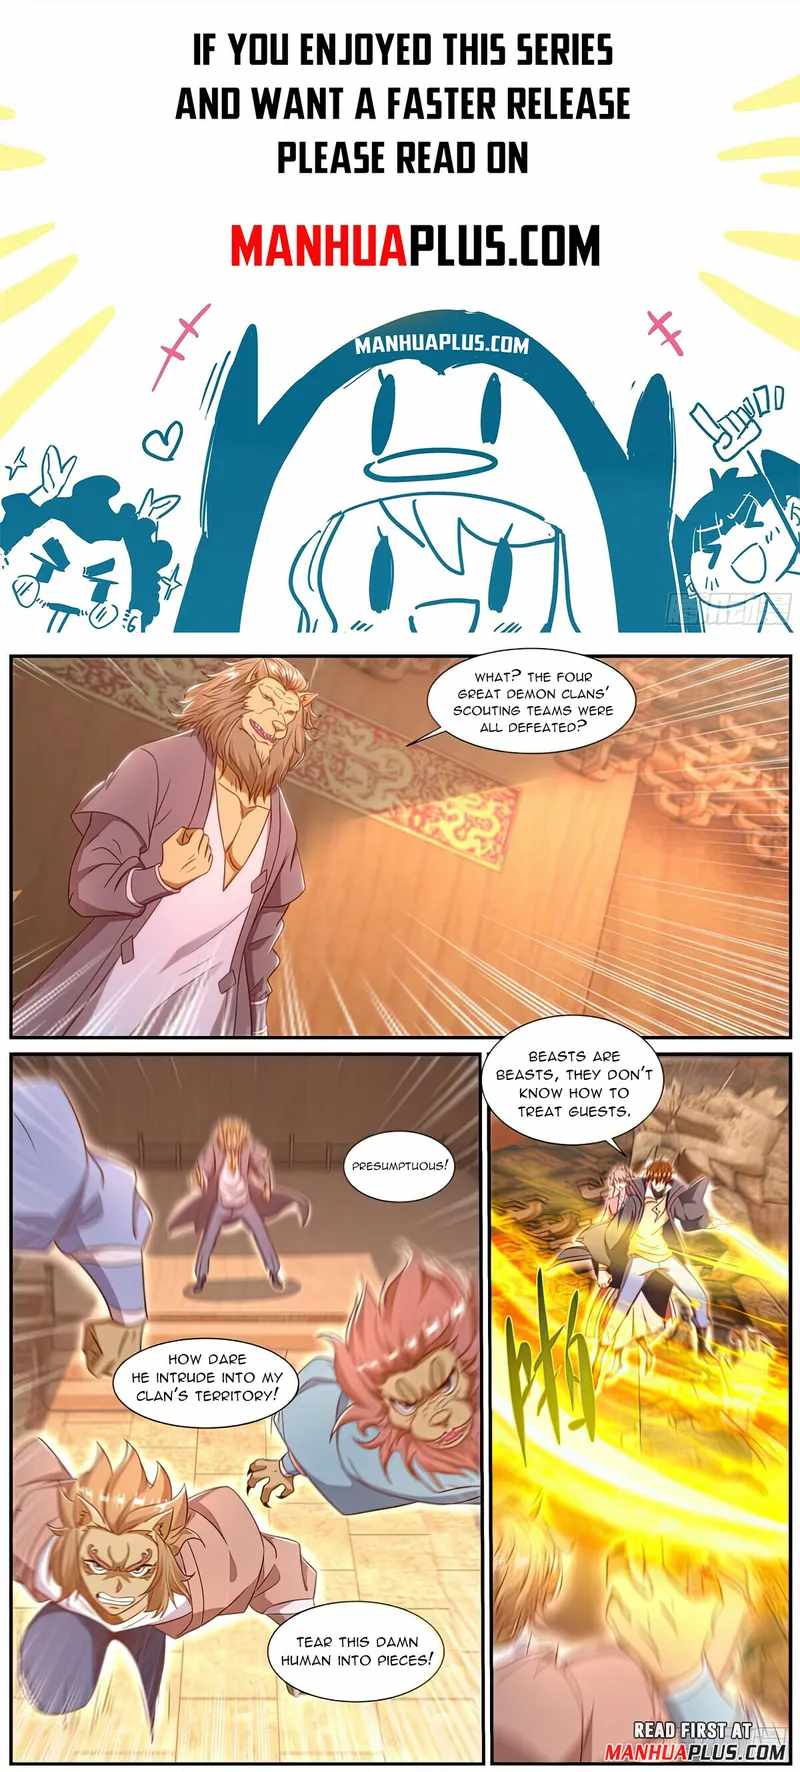 IF YOU ENJOYED THIS SERIES
AND WANT A FASTER RELEASE
PLEASE READ ON
MANHUAPLUS.COM
MANHUAPLUS.COM
WHAT? THE FOUR
GREAT DEMON CLANS'
SCOUTING TEAMS WERE
ALL DEFEATED?
BEASTS ARE
BEASTS, THEY DON'T
KNOW HOW TO
TREAT GUESTS.
PRESUMPTUOUS!
HOW DARE
HE INTRUDE INTO MY
CLAN'S TERRITORY!
TEAR THIS DAMN
HUMAN INTO PIECES!
READ FIRST AT
MANHUAPLUS.COM